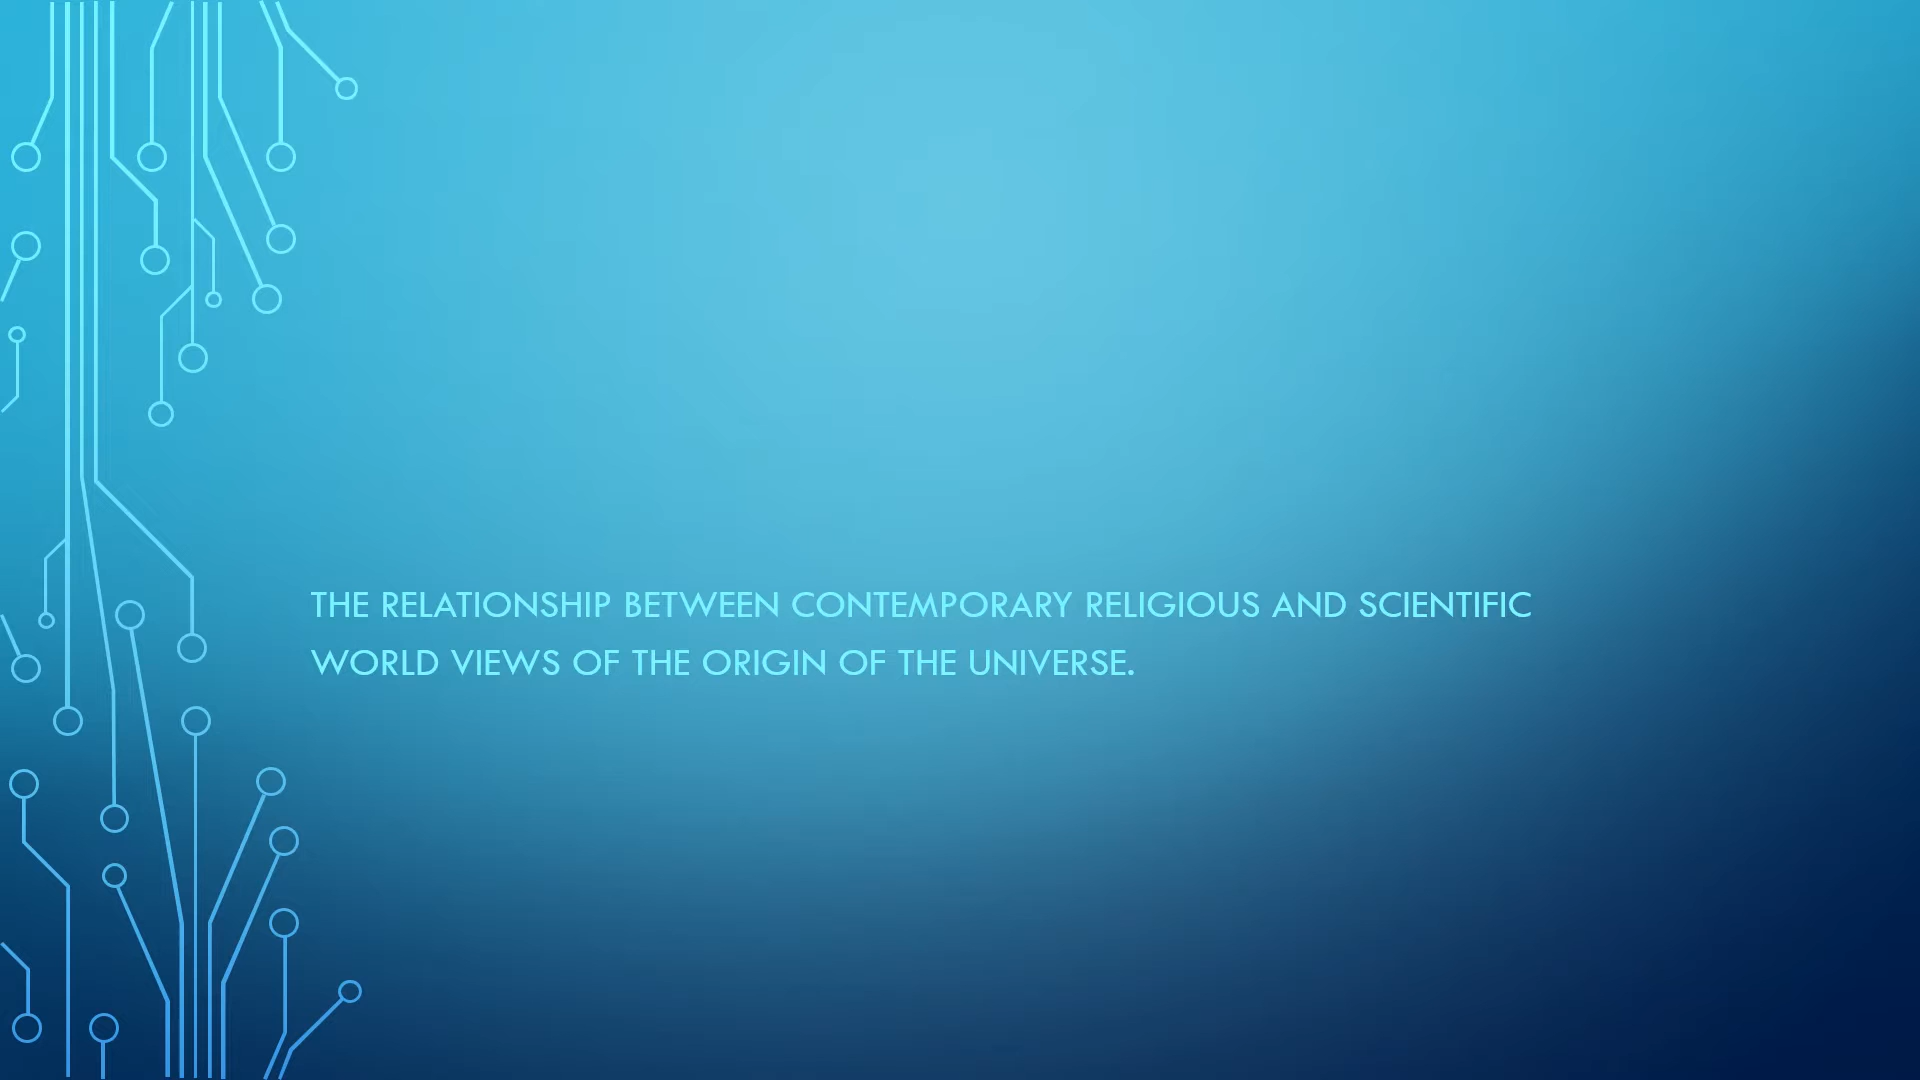 THE RELATIONSHIP BETWEEN CONTEMPORARY RELIGIOUS AND SCIENTIFIC
WORLD VIEWS OF THE ORIGIN OF THE UNIVERSE.